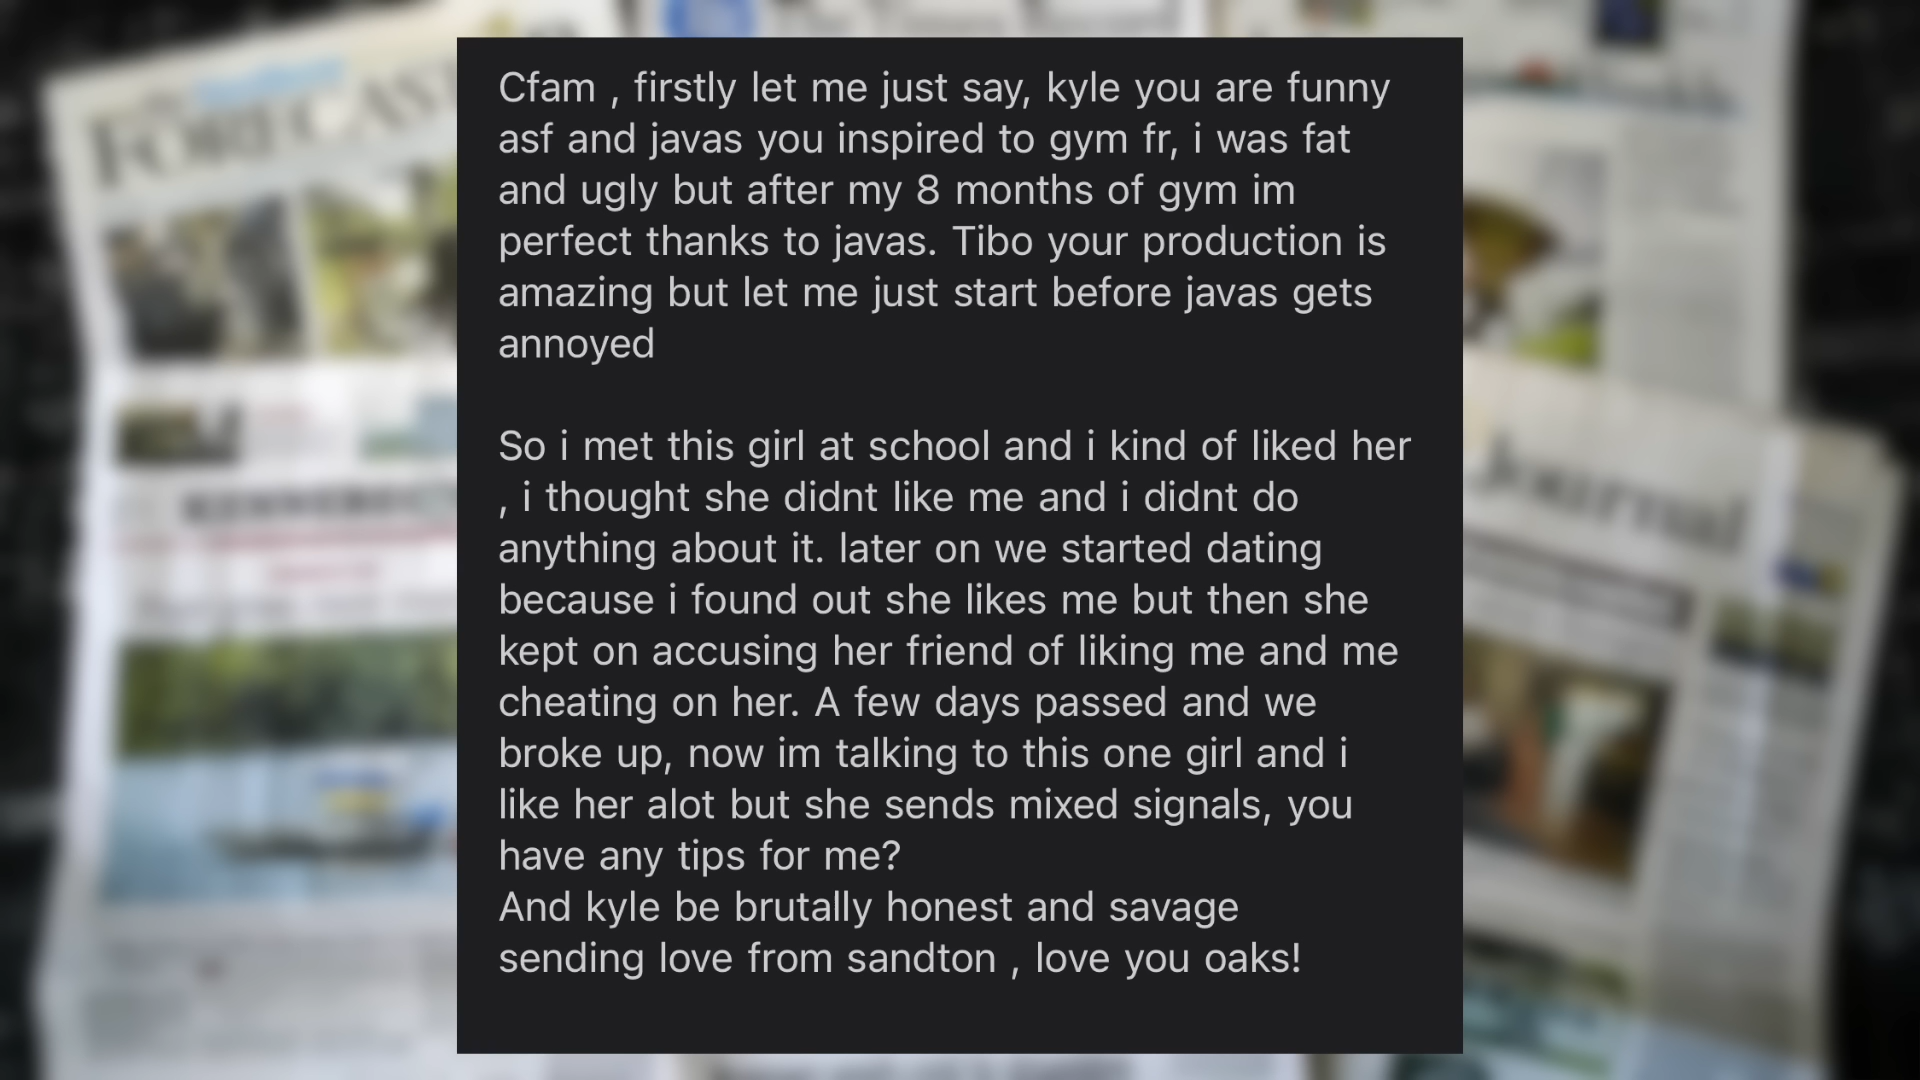 FORECAST
Journal
Cfam , firstly let me just say, kyle you are funny
asf and javas you inspired to gym fr, i was fat
and ugly but after my 8 months of gym im
perfect thanks to javas. Tibo your production is
amazing but let me just start before javas gets
annoyed
So i met this girl at school and i kind of liked her
, i thought she didnt like me and i didnt do
anything about it. later on we started dating
because i found out she likes me but then she
kept on accusing her friend of liking me and me
cheating on her. A few days passed and we
broke up, now im talking to this one girl and i
like her alot but she sends mixed signals, you
have any tips for me?
And kyle be brutally honest and savage
sending love from sandton , love you oaks!